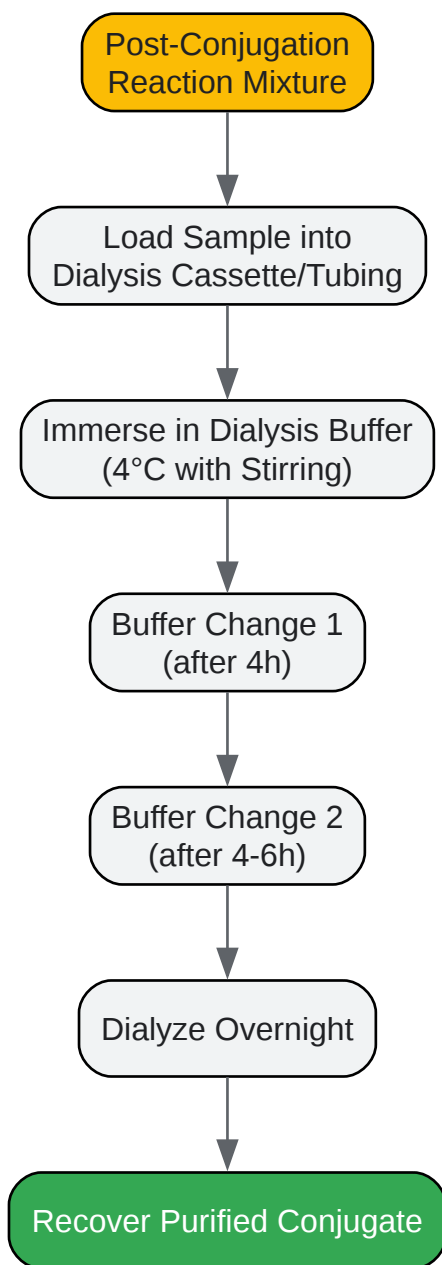 Post-Conjugation
Reaction Mixture
Load Sample into
Dialysis Cassette/Tubing
Immerse in Dialysis Buffer
(4°C with Stirring)
Buffer Change 1
(after 4h)
Buffer Change 2
(after 4-6h)
Dialyze Overnight
Recover Purified Conjugate